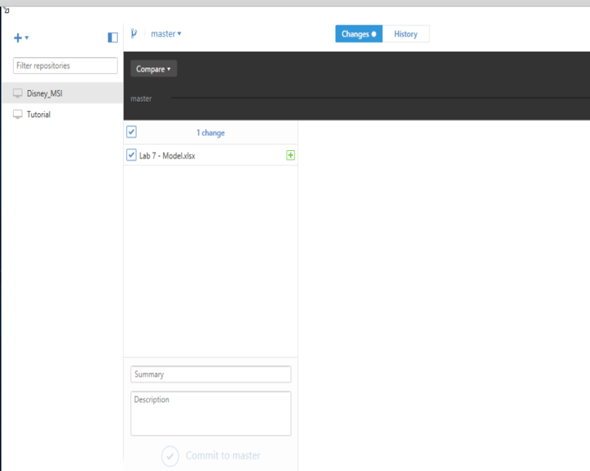 master
Changes
History
Filter repositories
Compare
Disney_MSI
master
Tutorial
1 change
Lab 7 - Model.xlsx
Summary
Description
Commit to master